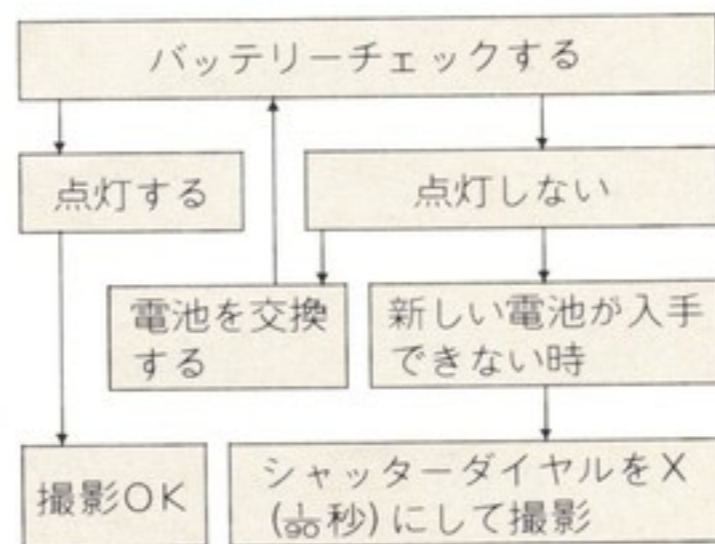 バッテリーチェックする
点灯する
点灯しない
電池を交換
する
新しい電池が入手
できない時
撮影OK
シャッターダイヤルをX
(1/90秒)にして撮影